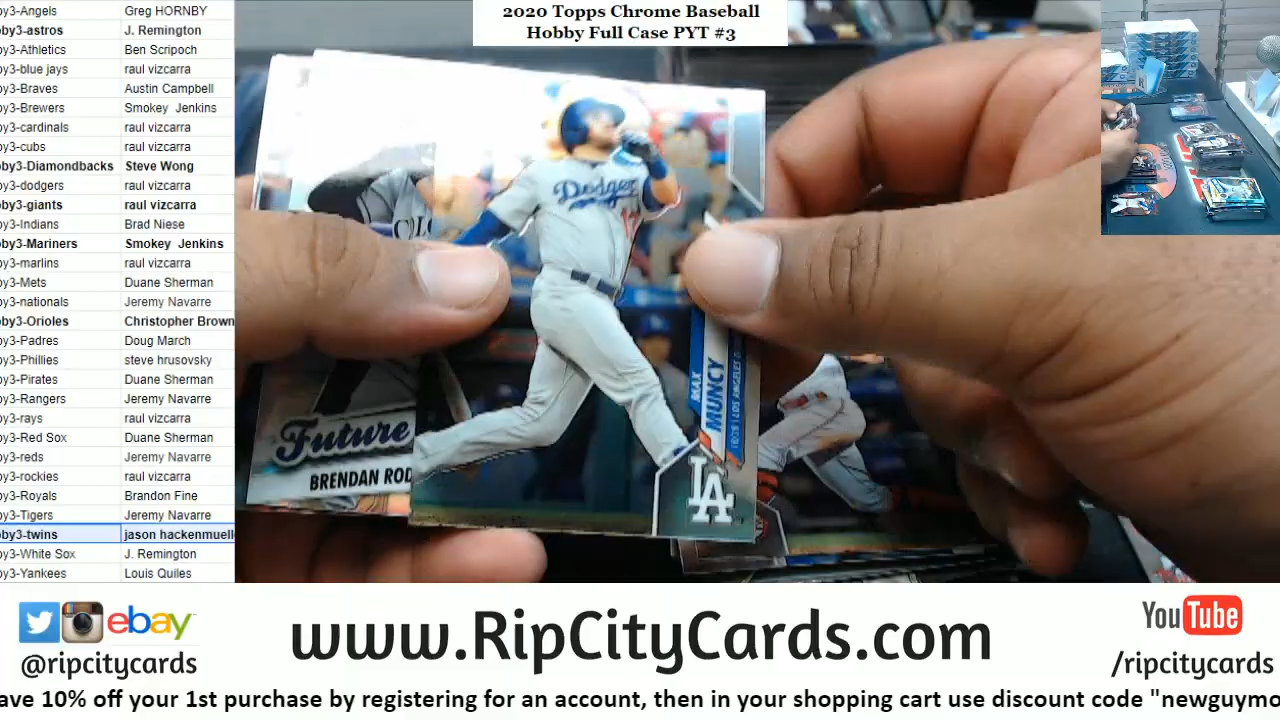 by3-Angels Greg HORNBY
by3-astros J. Remington
by3-Athletics Ben Scripoch
by3-blue jays raul vizcarra
by3-Braves Austin Campbell
by3-Brewers Smokey Jenkins
by3-cardinals raul vizcarra
by3-cubs raul vizcarra
by3-Diamondbacks Steve Wong
by3-dodgers raul vizcarra
by3-giants raul vizcarra
by3-Indians Brad Niese
by3-Mariners Smokey Jenkins
by3-marlins raul vizcarra
by3-Mets Duane Sherman
by3-nationals Jeremy Navarre
by3-Orioles Christopher Brown
by3-Padres Doug March
by3-Phillies steve hrusovsky
by3-Pirates Duane Sherman
by3-Rangers Jeremy Navarre
by3-rays raul vizcarra
by3-Red Sox Duane Sherman
by3-reds Jeremy Navarre
by3-rockies raul vizcarra
by3-Royals Brandon Fine
by3-Tigers Jeremy Navarre
by3-twins jason hackenmuell
by3-White Sox J. Remington
by3-Yankees Louis Quiles
2020 Topps Chrome Baseball
Hobby Full Case PYT #3
Dodgers
COLO
MAX
MUNCY
LOS ANGELES
LA
Future
BRENDAN ROD
ebay
@ripcitycards
www.RipCityCards.com
YouTube
/ripcitycards
ave 10% off your 1st purchase by registering for an account, then in your shopping cart use discount code "newguymo